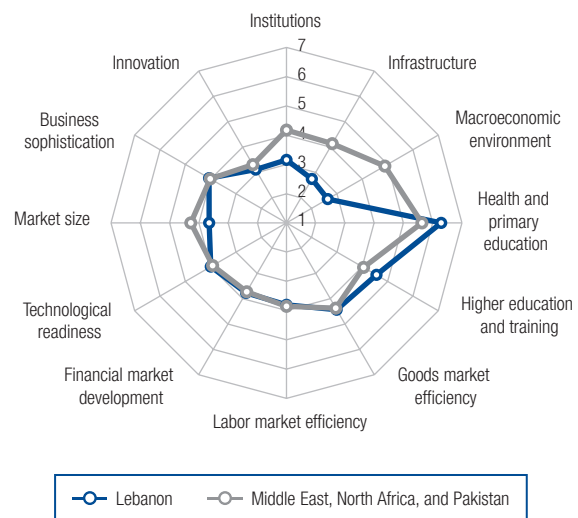 Institutions
7
6
5
4
3
2
1
Infrastructure
Macroeconomic
environment
Health and
primary
education
Higher education
and training
Goods market
efficiency
Labor market efficiency
Financial market
development
Technological
readiness
Market size
Business
sophistication
Innovation
Lebanon
Middle East, North Africa, and Pakistan